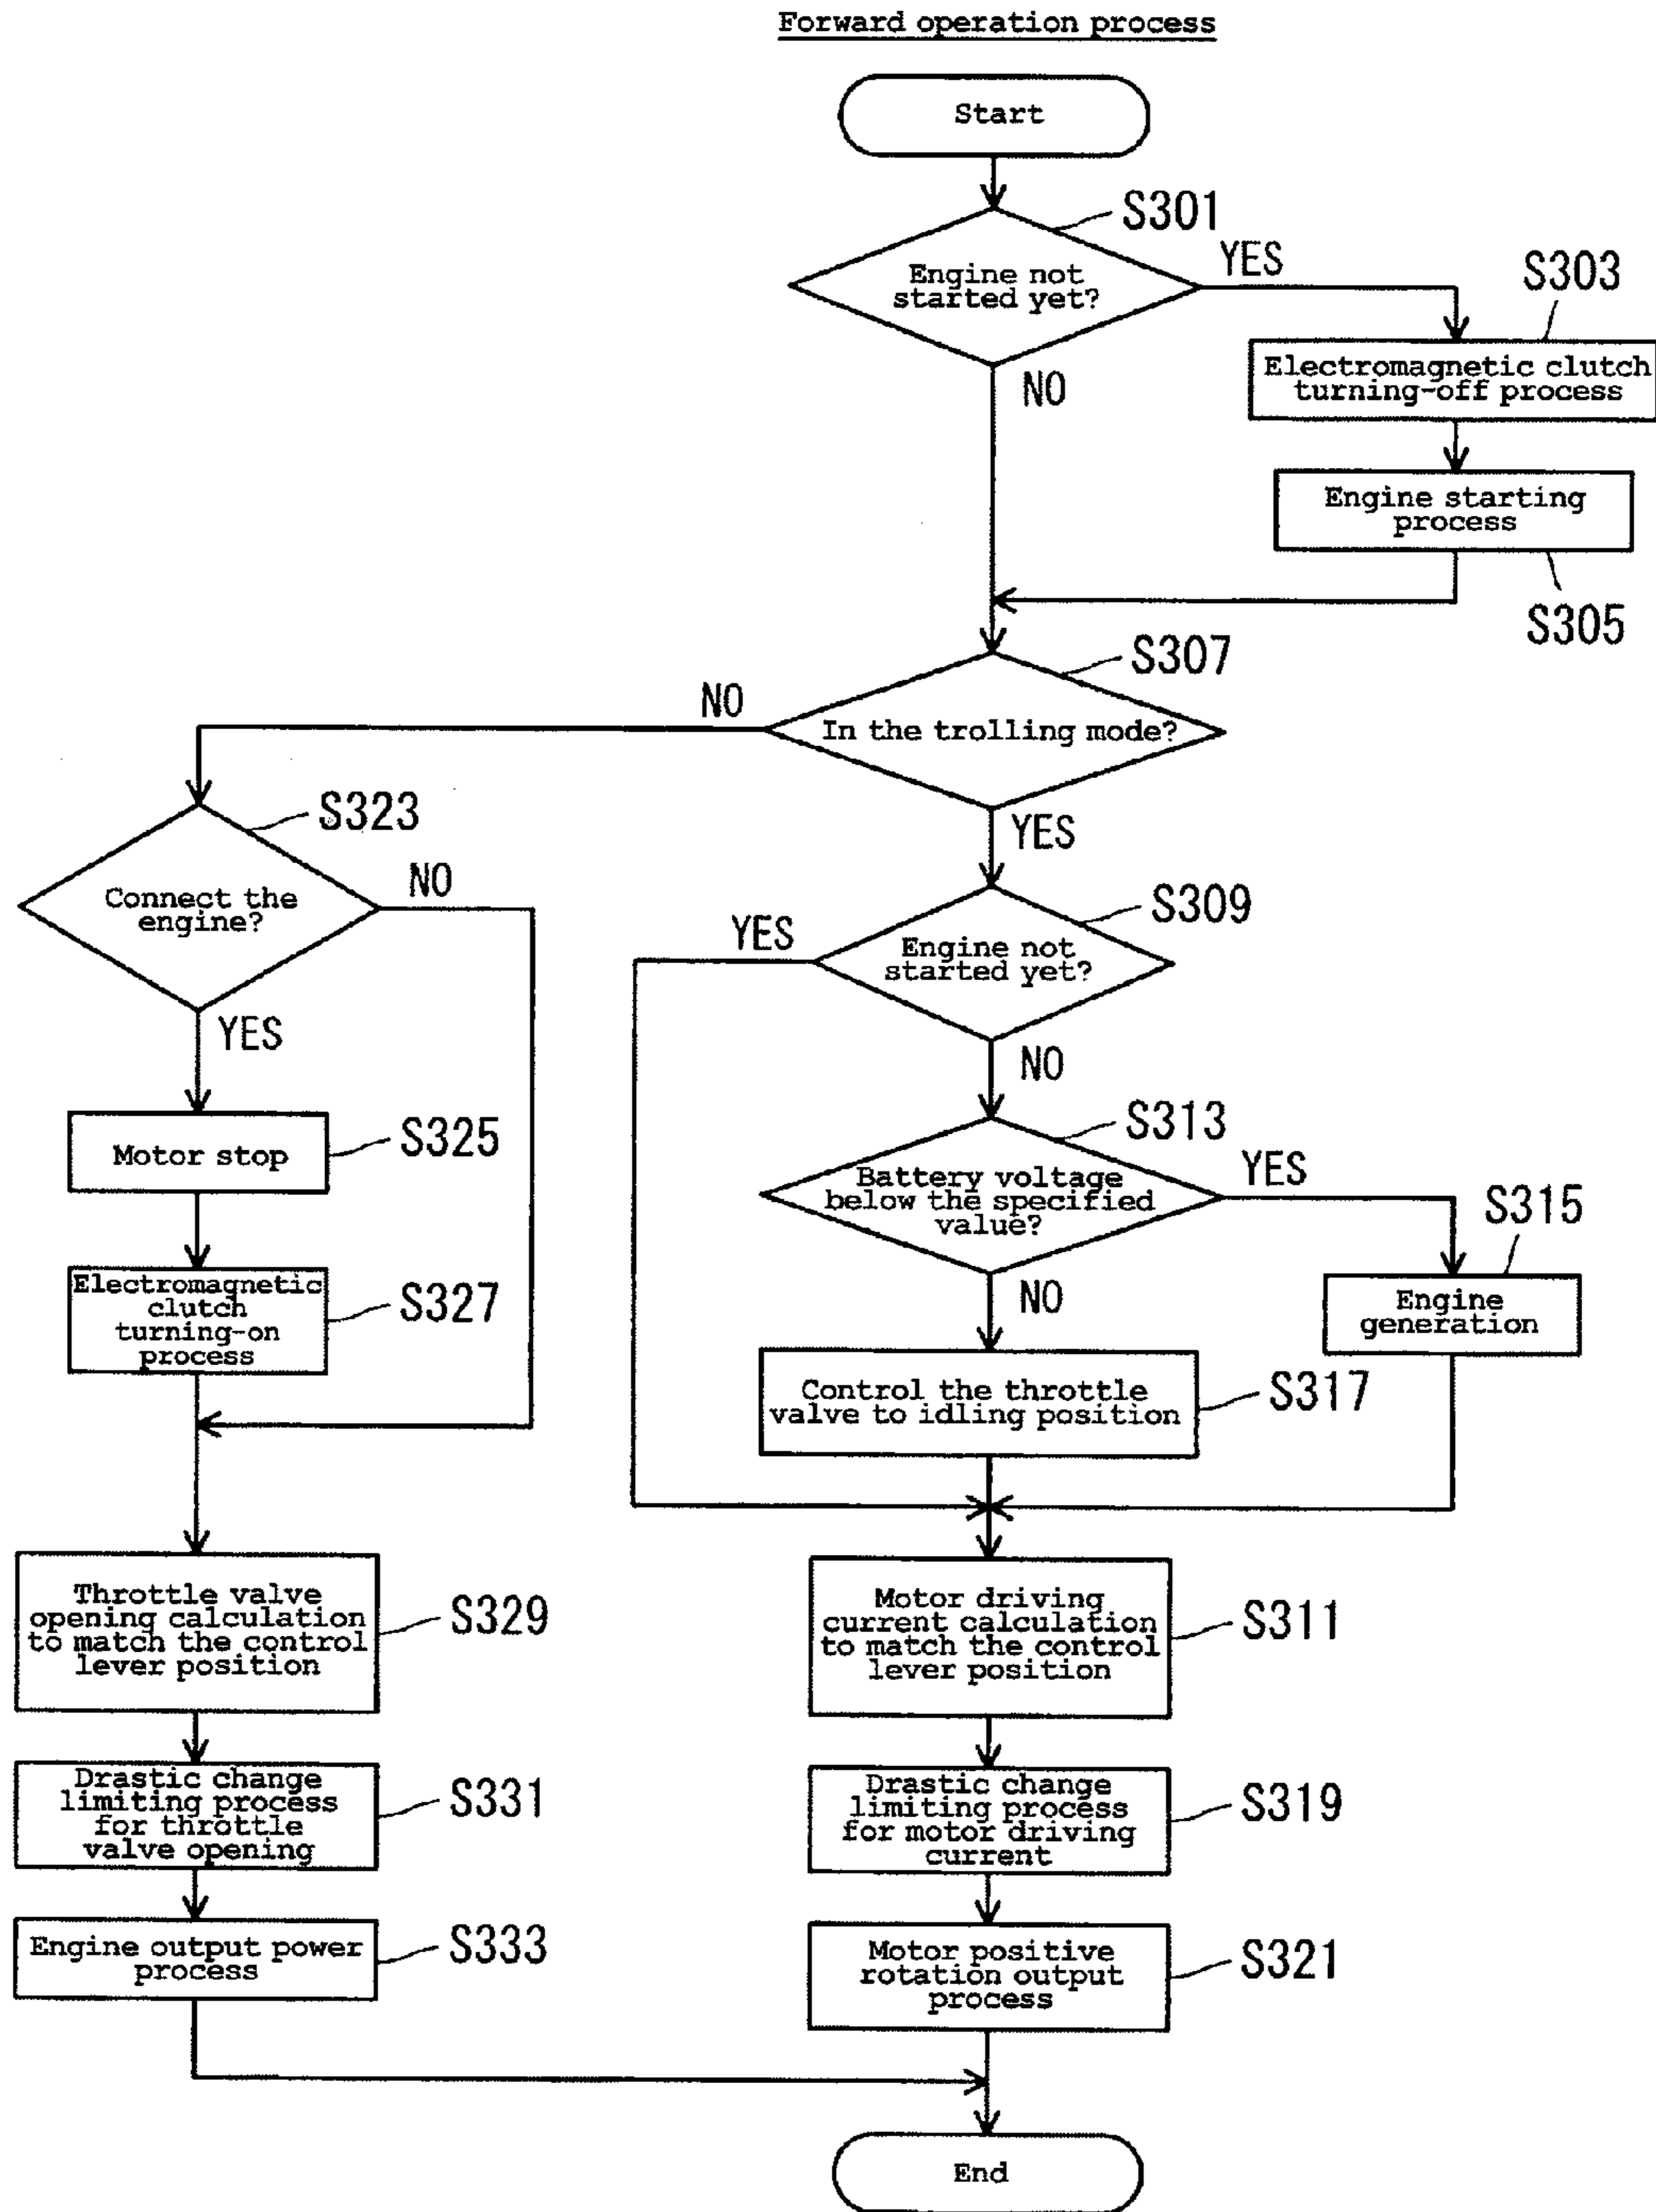 Forward operation process
Start
S301
Engine not
started yet?
YES
NO
S303
Electromagnetic clutch
turning-off process
Engine starting
process
S305
S307
In the trolling mode?
NO
YES
S323
Connect the
engine?
NO
YES
S309
Engine not
started yet?
YES
NO
Motor stop
S325
S313
Battery voltage
below the specified
value?
YES
NO
S315
Engine
generation
Electromagnetic
clutch
turning-on
process
S327
Control the throttle
valve to idling position
S317
Throttle valve
opening calculation
to match the control
lever position
S329
Motor driving
current calculation
to match the control
lever position
S311
Drastic change
limiting process
for throttle
valve opening
S331
Drastic change
limiting process
for motor driving
current
S319
Engine output power
process
S333
Motor positive
rotation output
process
S321
End